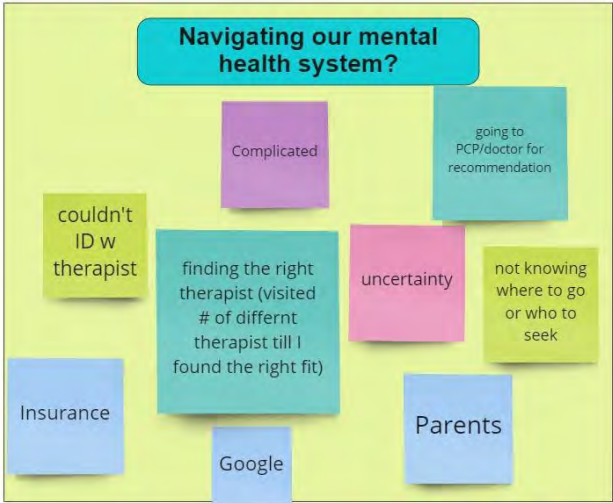 Navigating our mental
health system?
Complicated
going to
PCP/doctor for
recommendation
couldn't
ID w
therapist
finding the right
therapist (visited
# of differnt
therapist till I
found the right fit)
uncertainty
not knowing
where to go
or who to
seek
Insurance
Google
Parents